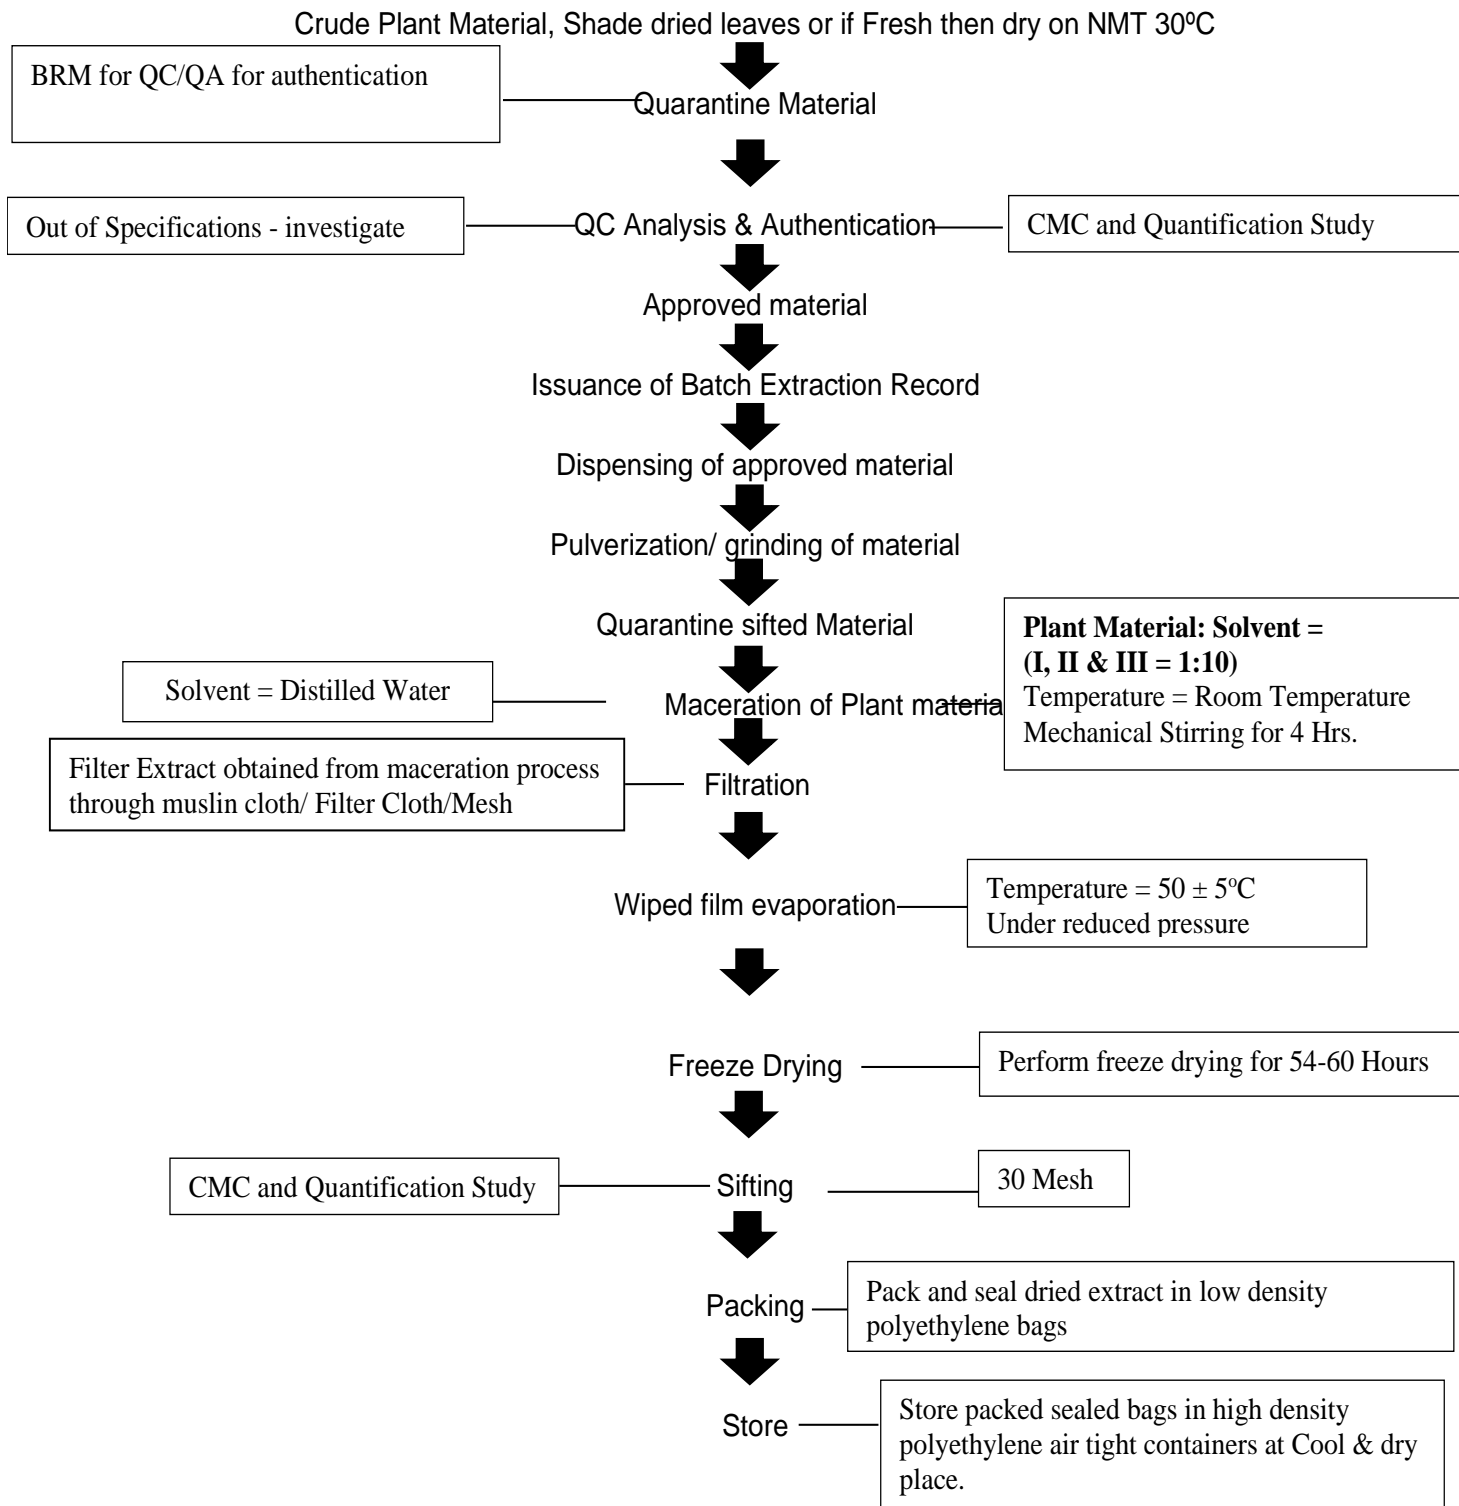 Crude Plant Material, Shade dried leaves or if Fresh then dry on NMT 30ºC
BRM for QC/QA for authentication
Quarantine Material
Out of Specifications - investigate
QC Analysis & Authentication
CMC and Quantification Study
Approved material
Issuance of Batch Extraction Record
Dispensing of approved material
Pulverization/ grinding of material
Quarantine sifted Material
Plant Material: Solvent =
(I, II & III = 1:10)
Temperature = Room Temperature
Mechanical Stirring for 4 Hrs.
Solvent = Distilled Water
Maceration of Plant materia
Filter Extract obtained from maceration process
through muslin cloth/ Filter Cloth/Mesh
Filtration
Wiped film evaporation
Temperature = 50 ± 5ºC
Under reduced pressure
Freeze Drying
Perform freeze drying for 54-60 Hours
CMC and Quantification Study
Sifting
30 Mesh
Packing
Pack and seal dried extract in low density
polyethylene bags
Store
Store packed sealed bags in high density
polyethylene air tight containers at Cool & dry
place.